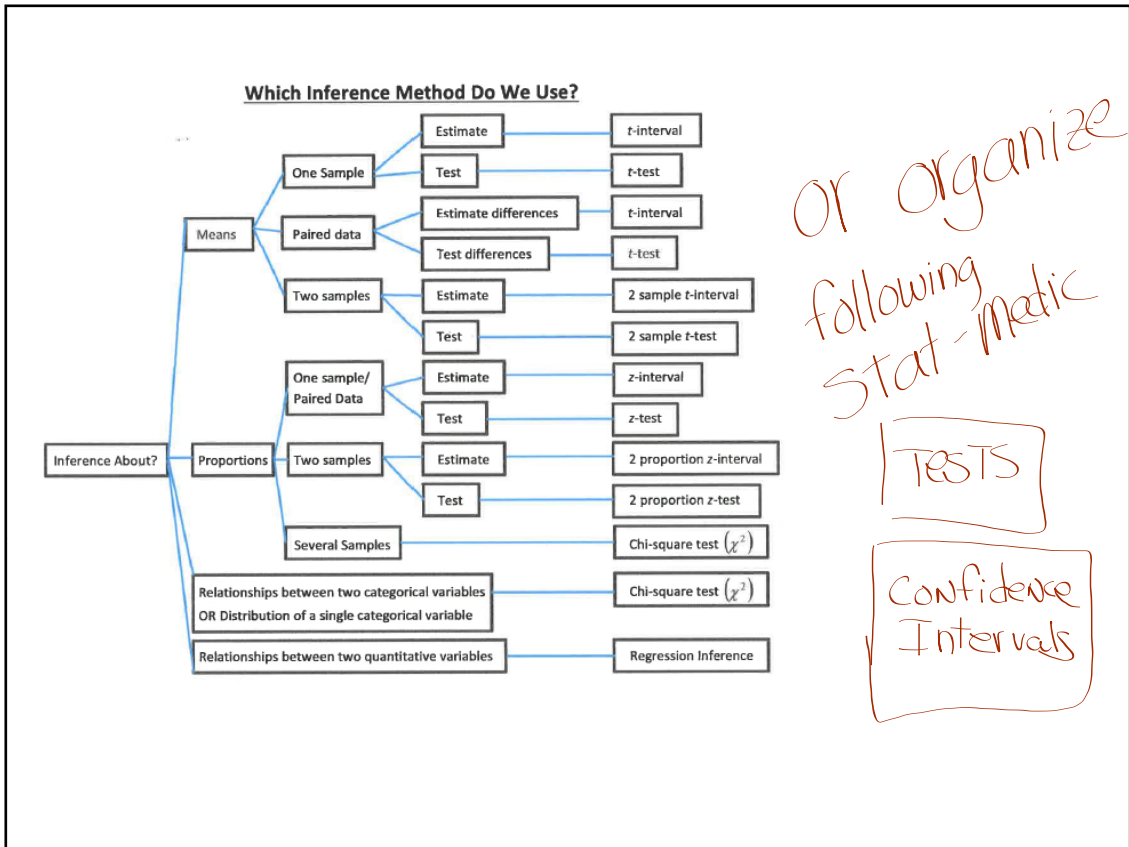 Which Inference Method Do We Use?
Estimate
t-interval
One Sample
Test
t-test
Estimate differences
t-interval
Means
Paired data
Test differences
t-test
Two samples
Estimate
2 sample t-interval
Test
2 sample t-test
One sample/
Paired Data
Estimate
z-interval
Test
z-test
Inference About?
Proportions
Two samples
Estimate
2 proportion z-interval
Test
2 proportion z-test
Several Samples
Chi-square test (χ²)
Relationships between two categorical variables
OR Distribution of a single categorical variable
Chi-square test (χ²)
Relationships between two quantitative variables
Regression Inference
or organize
following
Stat-Medic
TesTS
Confidence
Intervals